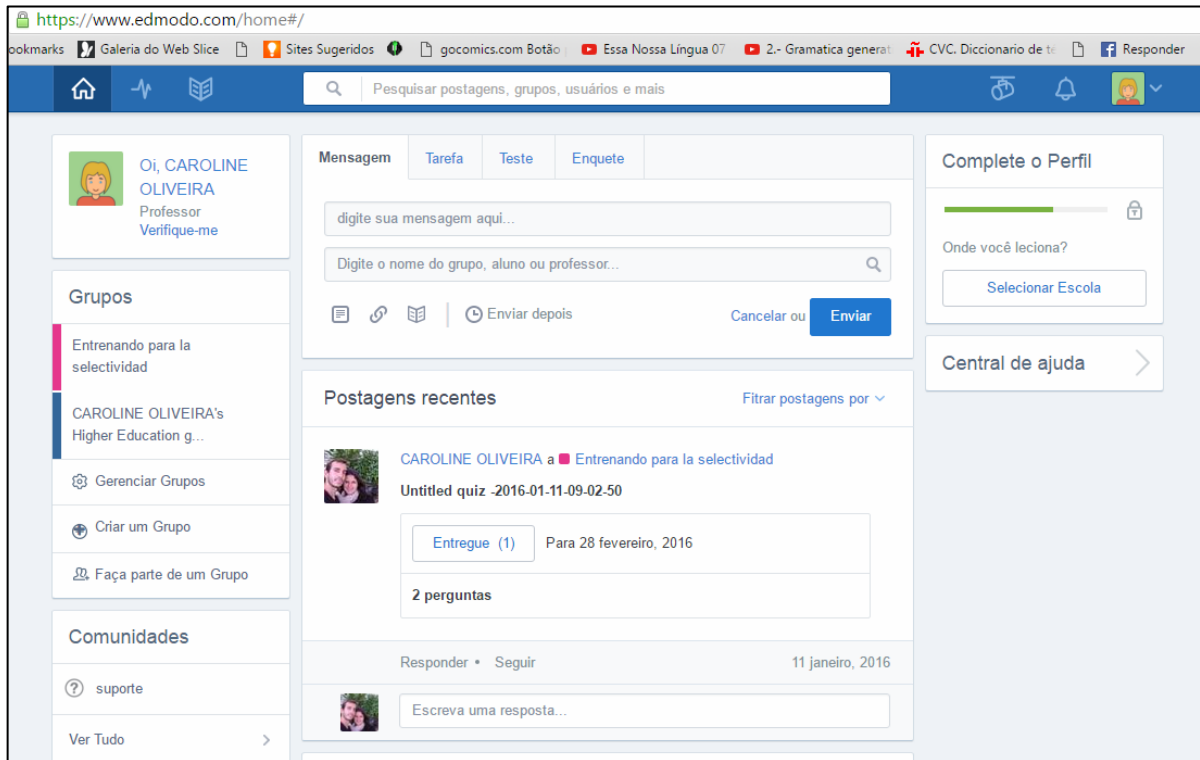 https://www.edmodo.com/home#/
ookmarks Galeria do Web Slice Sites Sugeridos gocomics.com Botão Essa Nossa Língua 07 2.- Gramatica generat CVC. Diccionario de té Responder
Pesquisar postagens, grupos, usuários e mais
Oi, CAROLINE
OLIVEIRA
Professor
Verifique-me
Grupos
Entrenando para la
selectividad
CAROLINE OLIVEIRA's
Higher Education g...
Gerenciar Grupos
Criar um Grupo
Faça parte de um Grupo
Comunidades
suporte
Ver Tudo
Mensagem Tarefa Teste Enquete
digite sua mensagem aqui...
Digite o nome do grupo, aluno ou professor...
Enviar depois Cancelar ou Enviar
Postagens recentes Fitrar postagens por
CAROLINE OLIVEIRA a Entrenando para la selectividad
Untitled quiz -2016-01-11-09-02-50
Entregue (1) Para 28 fevereiro, 2016
2 perguntas
Responder • Seguir 11 janeiro, 2016
Escreva uma resposta...
Complete o Perfil
Onde você leciona?
Selecionar Escola
Central de ajuda